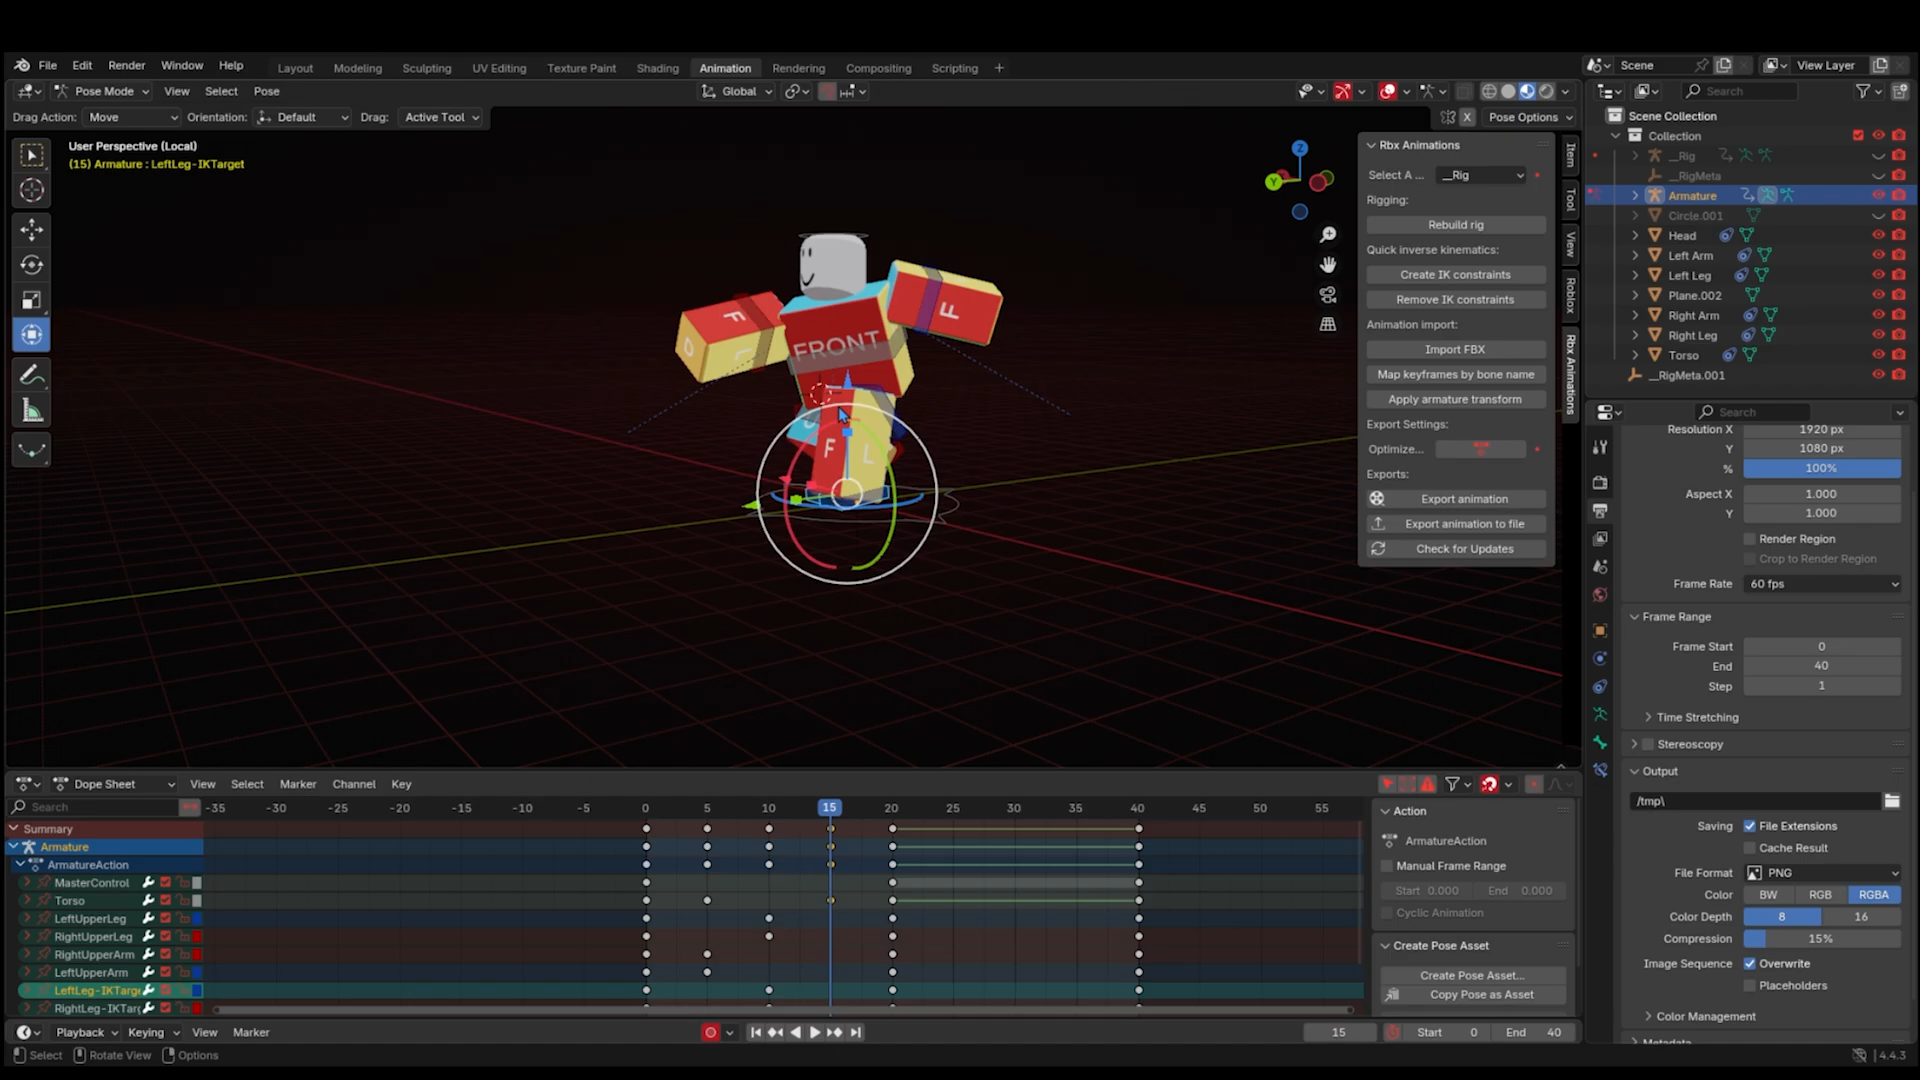 File Edit Render Window Help
Layout Modeling Sculpting UV Editing Texture Paint Shading Animation Rendering Compositing Scripting +
Scene View Layer
Pose Mode View Select Pose Global
Search
Drag Action: Move Orientation: Default Drag: Active Tool
X Pose Options
User Perspective (Local)
(15) Armature : LeftLeg-IKTarget
Z
Y
FRONT
F
F
L
D
F
L
Rbx Animations
Select A ... __Rig
Rigging:
Rebuild rig
Quick inverse kinematics:
Create IK constraints
Remove IK constraints
Animation import:
Import FBX
Map keyframes by bone name
Apply armature transform
Export Settings:
Optimize...
Exports:
Export animation
Export animation to file
Check for Updates
Item
Tool
View
Roblox
Rbx Animations
Scene Collection
Collection
__Rig
__RigMeta
Armature
Circle.001
Head
Left Arm
Left Leg
Plane.002
Right Arm
Right Leg
Torso
__RigMeta.001
Search
Resolution X 1920 px
Y 1080 px
% 100%
Aspect X 1.000
Y 1.000
Render Region
Crop to Render Region
Frame Rate 60 fps
Frame Range
Frame Start 0
End 40
Step 1
Time Stretching
Stereoscopy
Output
/tmp\
Saving File Extensions
Cache Result
File Format PNG
Color BW RGB RGBA
Color Depth 8 16
Compression 15%
Image Sequence Overwrite
Placeholders
Color Management
Metadata
Dope Sheet View Select Marker Channel Key
Search
-35 -30 -25 -20 -15 -10 -5 0 5 10 15 20 25 30 35 40 45 50 55
Summary
Armature
ArmatureAction
MasterControl
Torso
LeftUpperLeg
RightUpperLeg
RightUpperArm
LeftUpperArm
LeftLeg-IKTarge
RightLeg-IKTar
Action
ArmatureAction
Manual Frame Range
Start 0.000 End 0.000
Cyclic Animation
Create Pose Asset
Create Pose Asset...
Copy Pose as Asset
Playback Keying View Marker
15 Start 0 End 40
Select Rotate View Options
4.4.3